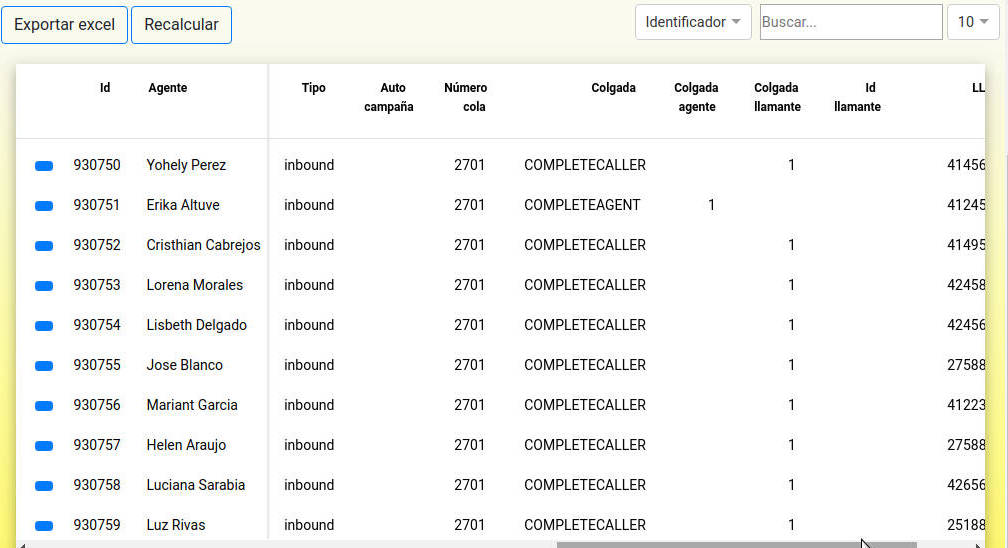 Exportar excel Recalcular Identificador Buscar... 10
Id Agente Tipo Auto campaña Número cola Colgada Colgada agente Colgada llamante Id llamante LL
930750 Yohely Perez inbound 2701 COMPLETECALLER 1 41456
930751 Erika Altuve inbound 2701 COMPLETEAGENT 1 41245
930752 Cristhian Cabrejos inbound 2701 COMPLETECALLER 1 41495
930753 Lorena Morales inbound 2701 COMPLETECALLER 1 42458
930754 Lisbeth Delgado inbound 2701 COMPLETECALLER 1 42456
930755 Jose Blanco inbound 2701 COMPLETECALLER 1 27588
930756 Mariant Garcia inbound 2701 COMPLETECALLER 1 41223
930757 Helen Araujo inbound 2701 COMPLETECALLER 1 27588
930758 Luciana Sarabia inbound 2701 COMPLETECALLER 1 42656
930759 Luz Rivas inbound 2701 COMPLETECALLER 1 25188